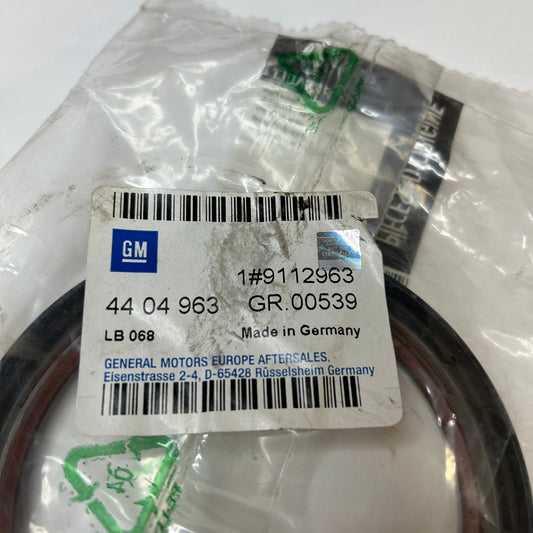 GM
1#9112963
44 04 963 GR.00539
LB 068 Made in Germany
GENERAL MOTORS EUROPE AFTERSALES.
Eisenstrasse 2-4, D-65428 Rüsselsheim Germany